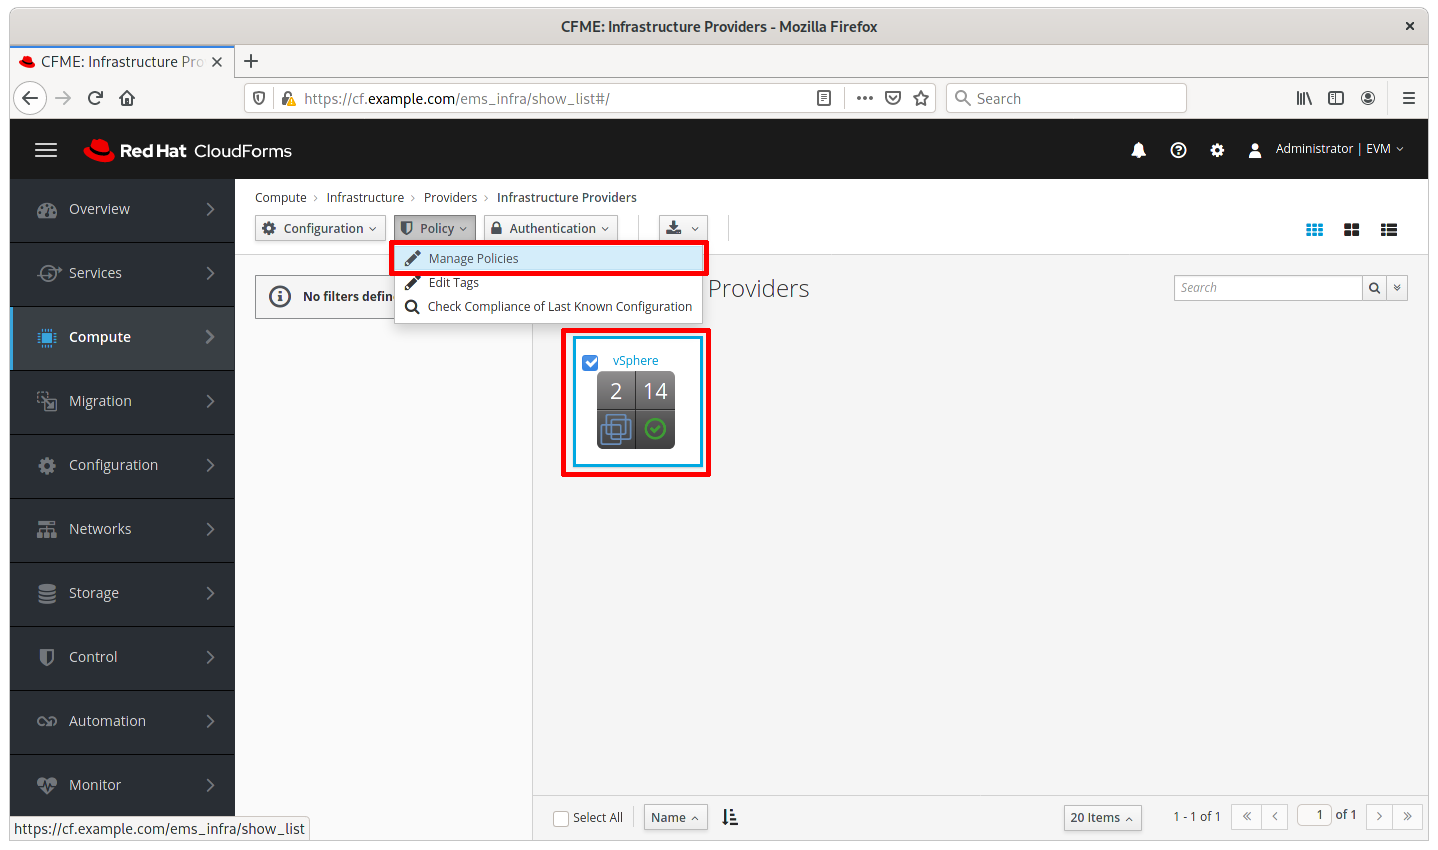 CFME: Infrastructure Providers - Mozilla Firefox
CFME: Infrastructure Pro
https://cf.example.com/ems_infra/show_list#/
Search
Red Hat CloudForms
Administrator | EVM
Overview
Services
Compute
Migration
Configuration
Networks
Storage
Control
Automation
Monitor
Compute Infrastructure Providers Infrastructure Providers
Configuration Policy Authentication
Manage Policies
Edit Tags
Check Compliance of Last Known Configuration
No filters define
Providers
Search
vSphere
2 14
Select All Name 20 Items 1 - 1 of 1 1 of 1
https://cf.example.com/ems_infra/show_list